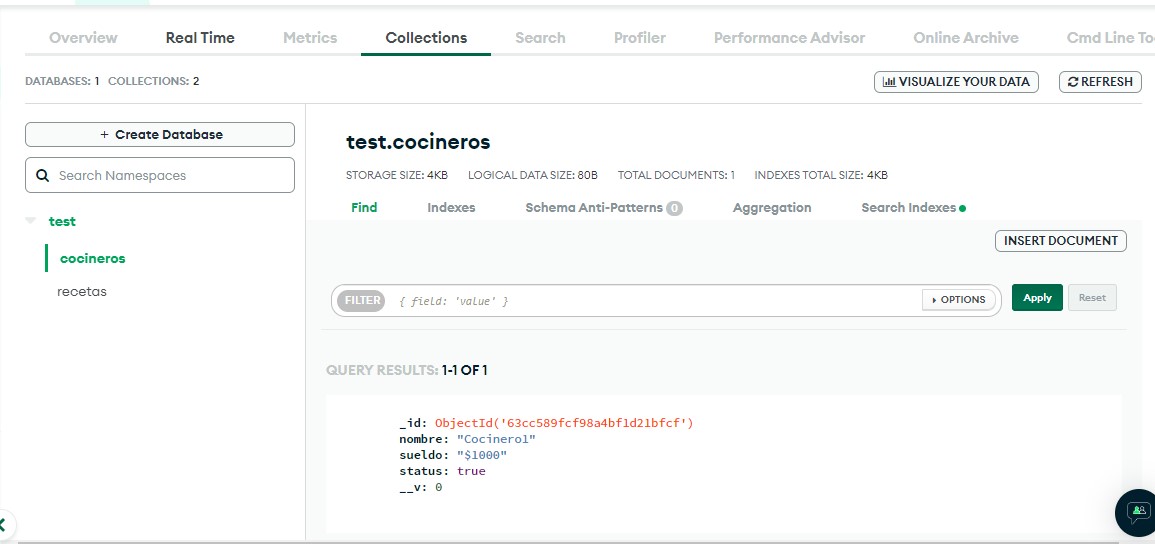 Overview Real Time Metrics Collections Search Profiler Performance Advisor Online Archive Cmd Line To
DATABASES: 1 COLLECTIONS: 2
VISUALIZE YOUR DATA
REFRESH
+ Create Database
Search Namespaces
test
cocineros
recetas
test.cocineros
STORAGE SIZE: 4KB LOGICAL DATA SIZE: 80B TOTAL DOCUMENTS: 1 INDEXES TOTAL SIZE: 4KB
Find Indexes Schema Anti-Patterns 0 Aggregation Search Indexes
INSERT DOCUMENT
FILTER { field: 'value' } OPTIONS Apply Reset
QUERY RESULTS: 1-1 OF 1
_id: ObjectId('63cc589fcf98a4bf1d21bfcf')
nombre: "Cocinero1"
sueldo: "$1000"
status: true
__v: 0